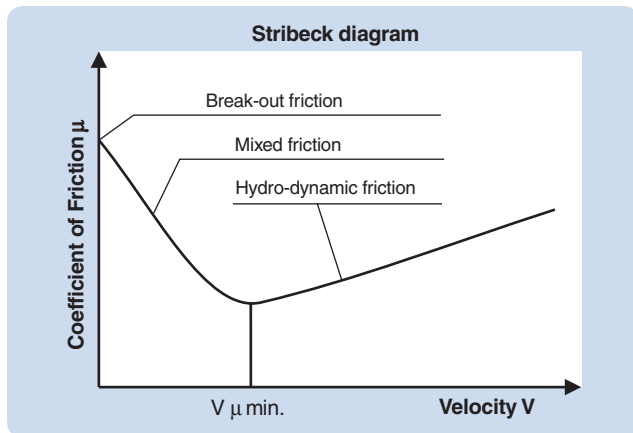 Stribeck diagram
Break-out friction
Mixed friction
Hydro-dynamic friction
Coefficient of Friction μ
V μ min.
Velocity V